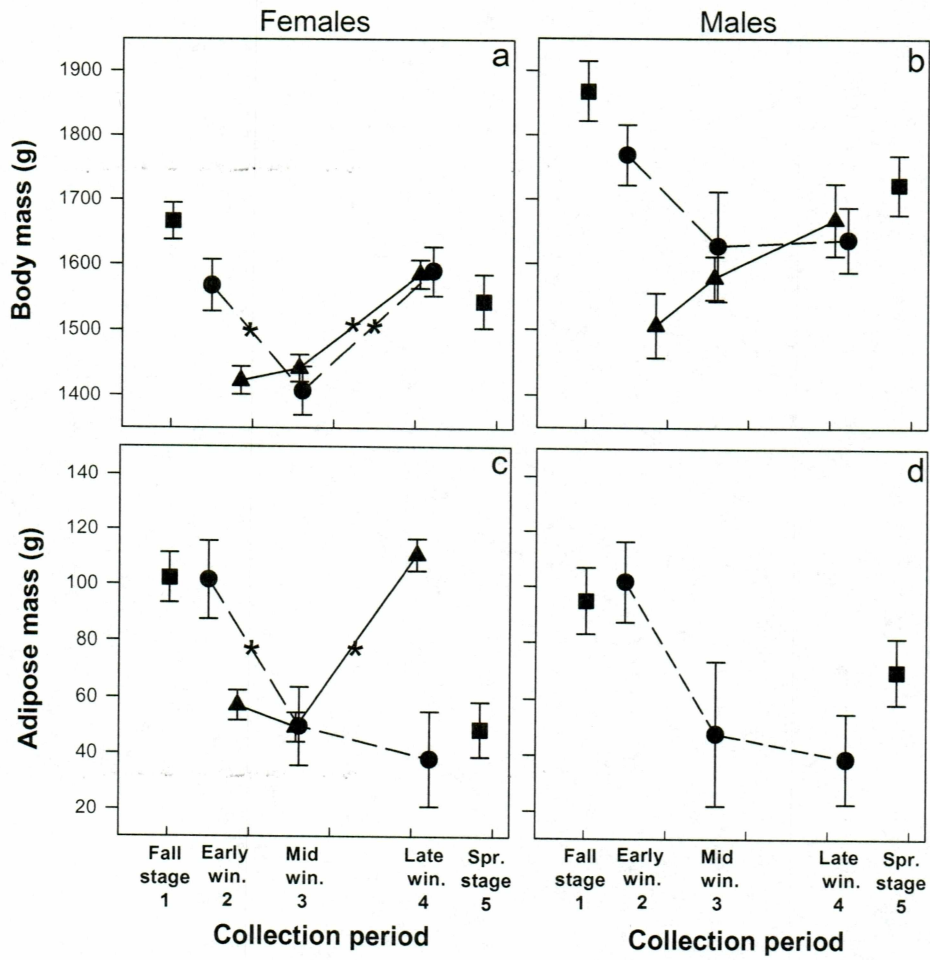 Females
Males
a
b
Body mass (g)
1900
1800
1700
1600
1500
1400
*
*
*
c
d
Adipose mass (g)
140
120
100
80
60
40
20
*
*
Fall stage 1
Early win. 2
Mid win. 3
Late win. 4
Spr. stage 5
Fall stage 1
Early win. 2
Mid win. 3
Late win. 4
Spr. stage 5
Collection period
Collection period